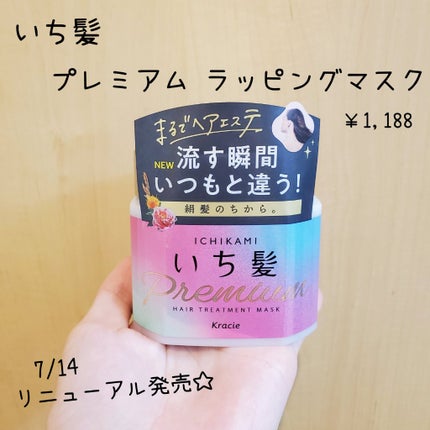 いち髪
プレミアム ラッピングマスク
￥1,188
まるでヘアエステ
NEW 流す瞬間
いつもと違う!
絹髪のちから。
ICHIKAMI
いち髪
Premium
HAIR TREATMENT MASK
Kracie
7/14
リニューアル発売☆